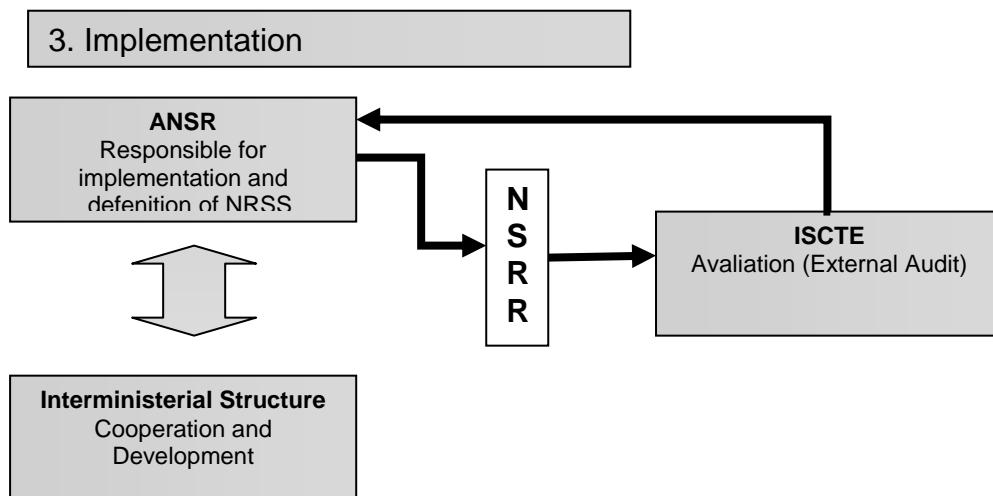 3. Implementation
ANSR
Responsible for
implementation and
defenition of NRSS
N
S
R
R
ISCTE
Avaliation (External Audit)
Interministerial Structure
Cooperation and
Development